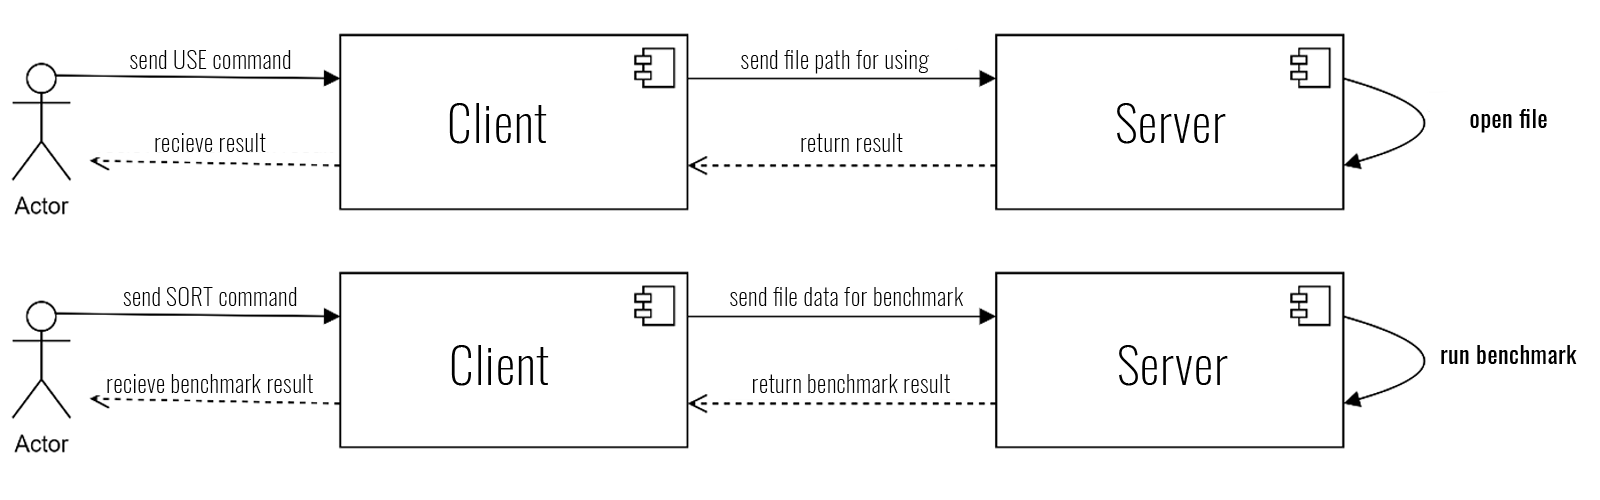 send USE command
send file path for using
Client
Server
open file
recieve result
return result
Actor
send SORT command
send file data for benchmark
Client
Server
run benchmark
recieve benchmark result
return benchmark result
Actor